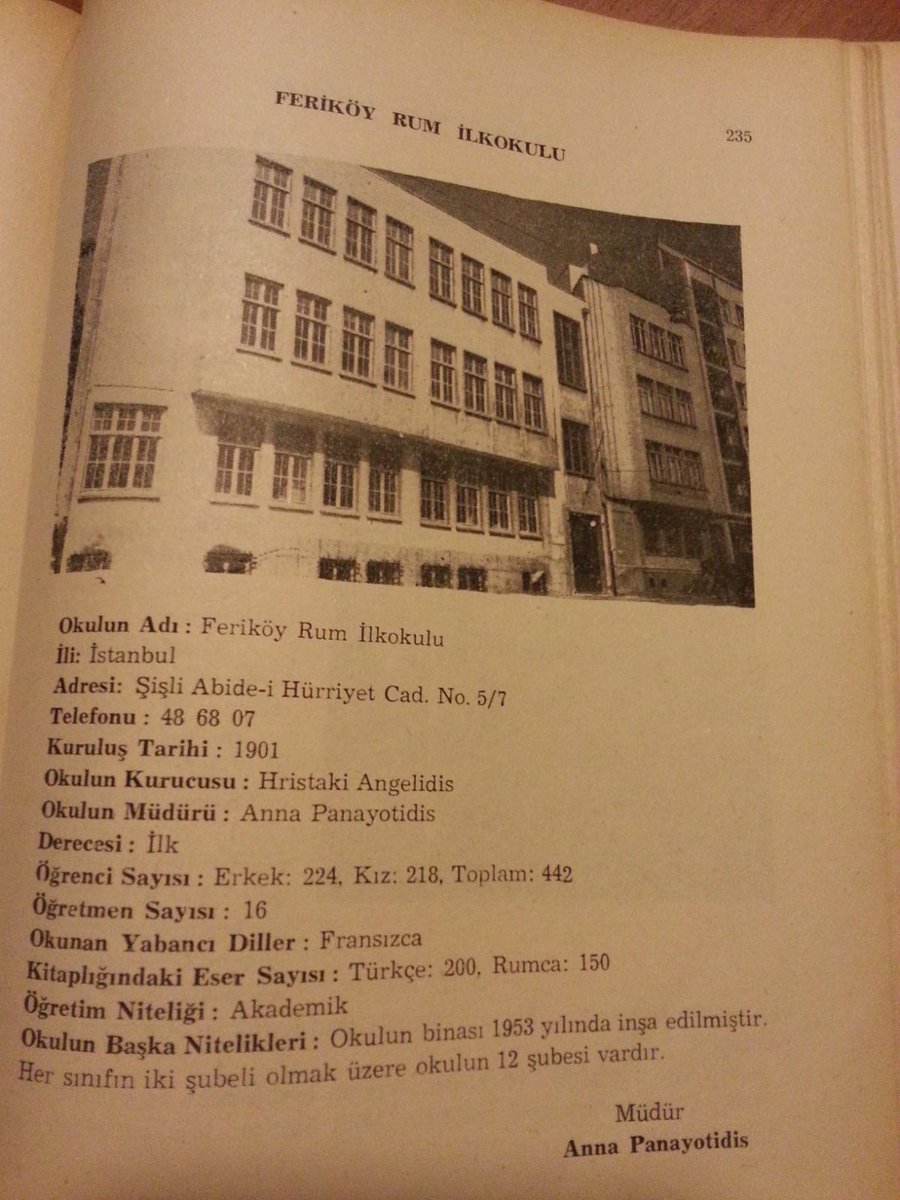 FERİKÖY RUM İLKOKULU
235
Okulun Adı : Feriköy Rum İlkokulu
İli: İstanbul
Adresi: Şişli Abide-i Hürriyet Cad. No. 5/7
Telefonu : 48 68 07
Kuruluş Tarihi : 1901
Okulun Kurucusu : Hristaki Angelidis
Okulun Müdürü : Anna Panayotidis
Derecesi : İlk
Öğrenci Sayısı : Erkek: 224, Kız: 218, Toplam: 442
Öğretmen Sayısı : 16
Okunan Yabancı Diller : Fransızca
Kitaplığındaki Eser Sayısı : Türkçe: 200, Rumca: 150
Öğretim Niteliği : Akademik
Okulun Başka Nitelikleri : Okulun binası 1953 yılında inşa edilmiştir.
Her sınıfın iki şubeli olmak üzere okulun 12 şubesi vardır.
Müdür
Anna Panayotidis